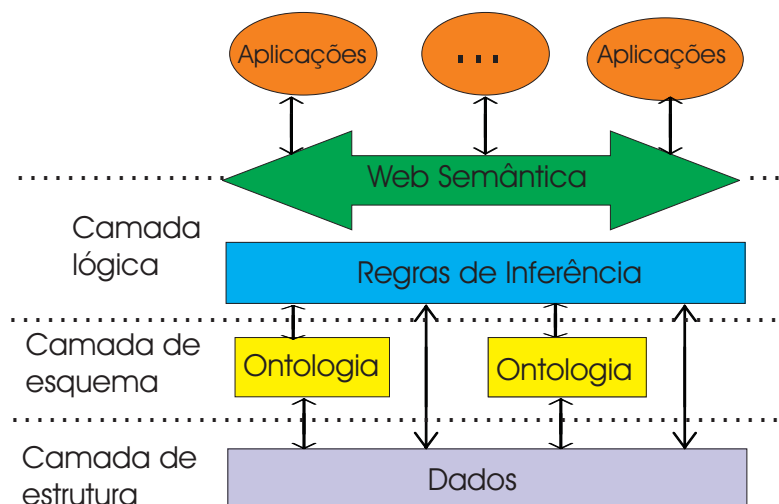 Aplicações
...
Aplicações
Web Semântica
Camada
lógica
Regras de Inferência
Camada de
esquema
Ontologia
Ontologia
Camada de
estrutura
Dados